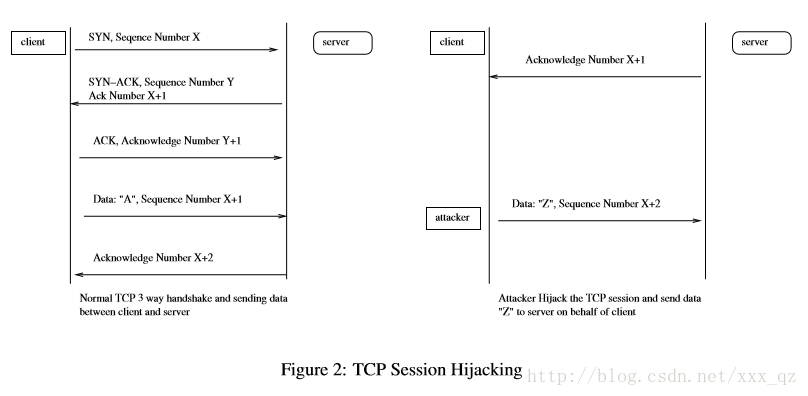 client
SYN, Seqence Number X
server
SYN−ACK, Sequence Number Y
Ack Number X+1
ACK, Acknowledge Number Y+1
Data: "A", Sequence Number X+1
Acknowledge Number X+2
Normal TCP 3 way handshake and sending data
between client and server
client
server
Acknowledge Number X+1
attacker
Data: "Z", Sequence Number X+2
Attacker Hijack the TCP session and send data
"Z" to server on behalf of client
Figure 2: TCP Session Hijacking
http://blog.csdn.net/xxx_qz